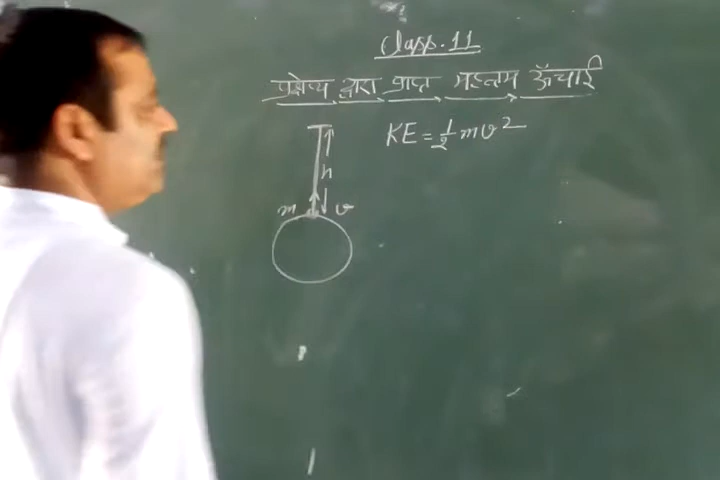 Class. 11
प्रक्षेप्य द्वारा प्राप्त महत्तम ऊँचाई
KE = 1/2 mv²
h
m v